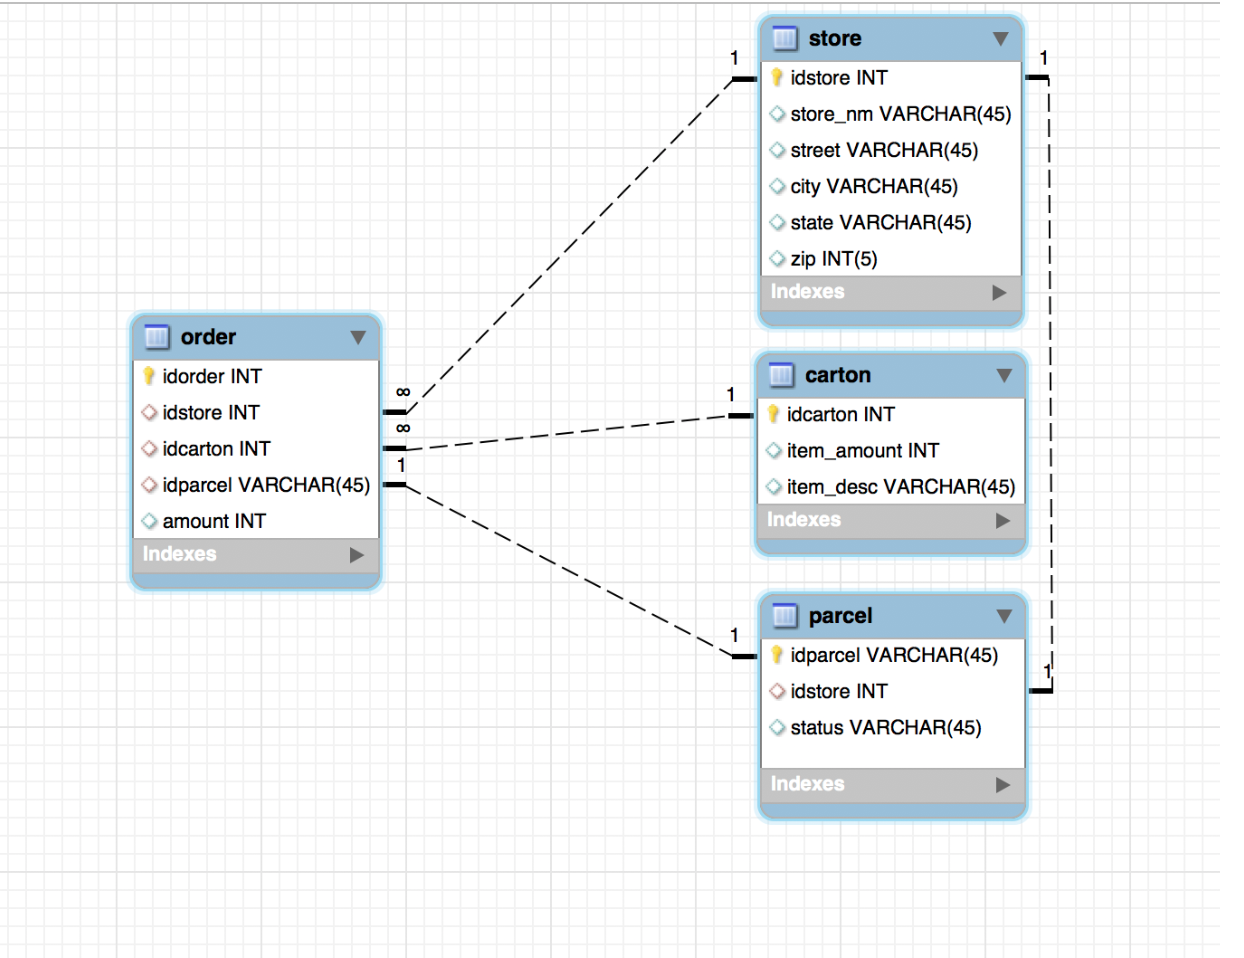 store
1
1
idstore INT
store_nm VARCHAR(45)
street VARCHAR(45)
city VARCHAR(45)
state VARCHAR(45)
zip INT(5)
Indexes
order
idorder INT
idstore INT
idcarton INT
idparcel VARCHAR(45)
amount INT
Indexes
∞
∞
1
carton
1
idcarton INT
item_amount INT
item_desc VARCHAR(45)
Indexes
parcel
1
idparcel VARCHAR(45)
idstore INT
1
status VARCHAR(45)
Indexes